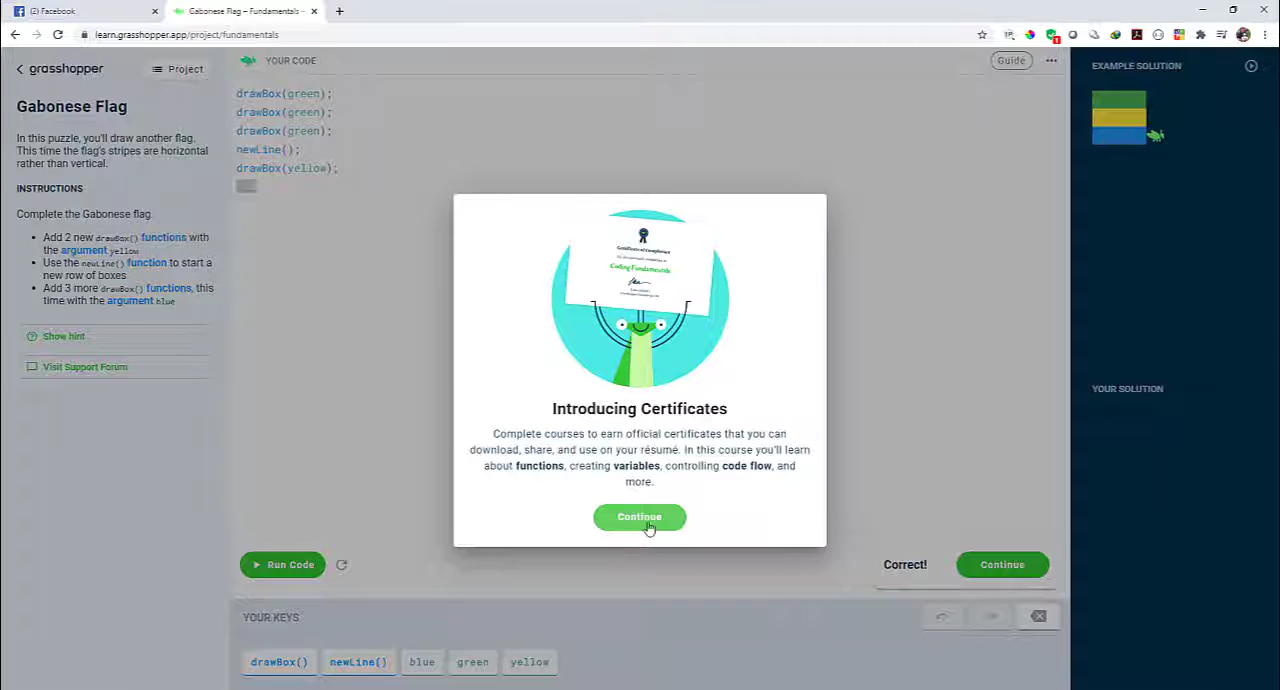 (2) Facebook
Gabonese Flag – Fundamentals -
learn.grasshopper.app/project/fundamentals
grasshopper
Project
Gabonese Flag
In this puzzle, you'll draw another flag.
This time the flag's stripes are horizontal
rather than vertical.
INSTRUCTIONS
Complete the Gabonese flag.
Add 2 new drawBox() functions with
the argument yellow
Use the newLine() function to start a
new row of boxes
Add 3 more drawBox() functions, this
time with the argument blue
Show hint
Visit Support Forum
YOUR CODE
Guide
drawBox(green);
drawBox(green);
drawBox(green);
newLine();
drawBox(yellow);
Certificate of Completion
Coding Fundamentals
Introducing Certificates
Complete courses to earn official certificates that you can
download, share, and use on your résumé. In this course you'll learn
about functions, creating variables, controlling code flow, and
more.
Continue
Run Code
Correct!
Continue
YOUR KEYS
drawBox()
newLine()
blue
green
yellow
EXAMPLE SOLUTION
YOUR SOLUTION